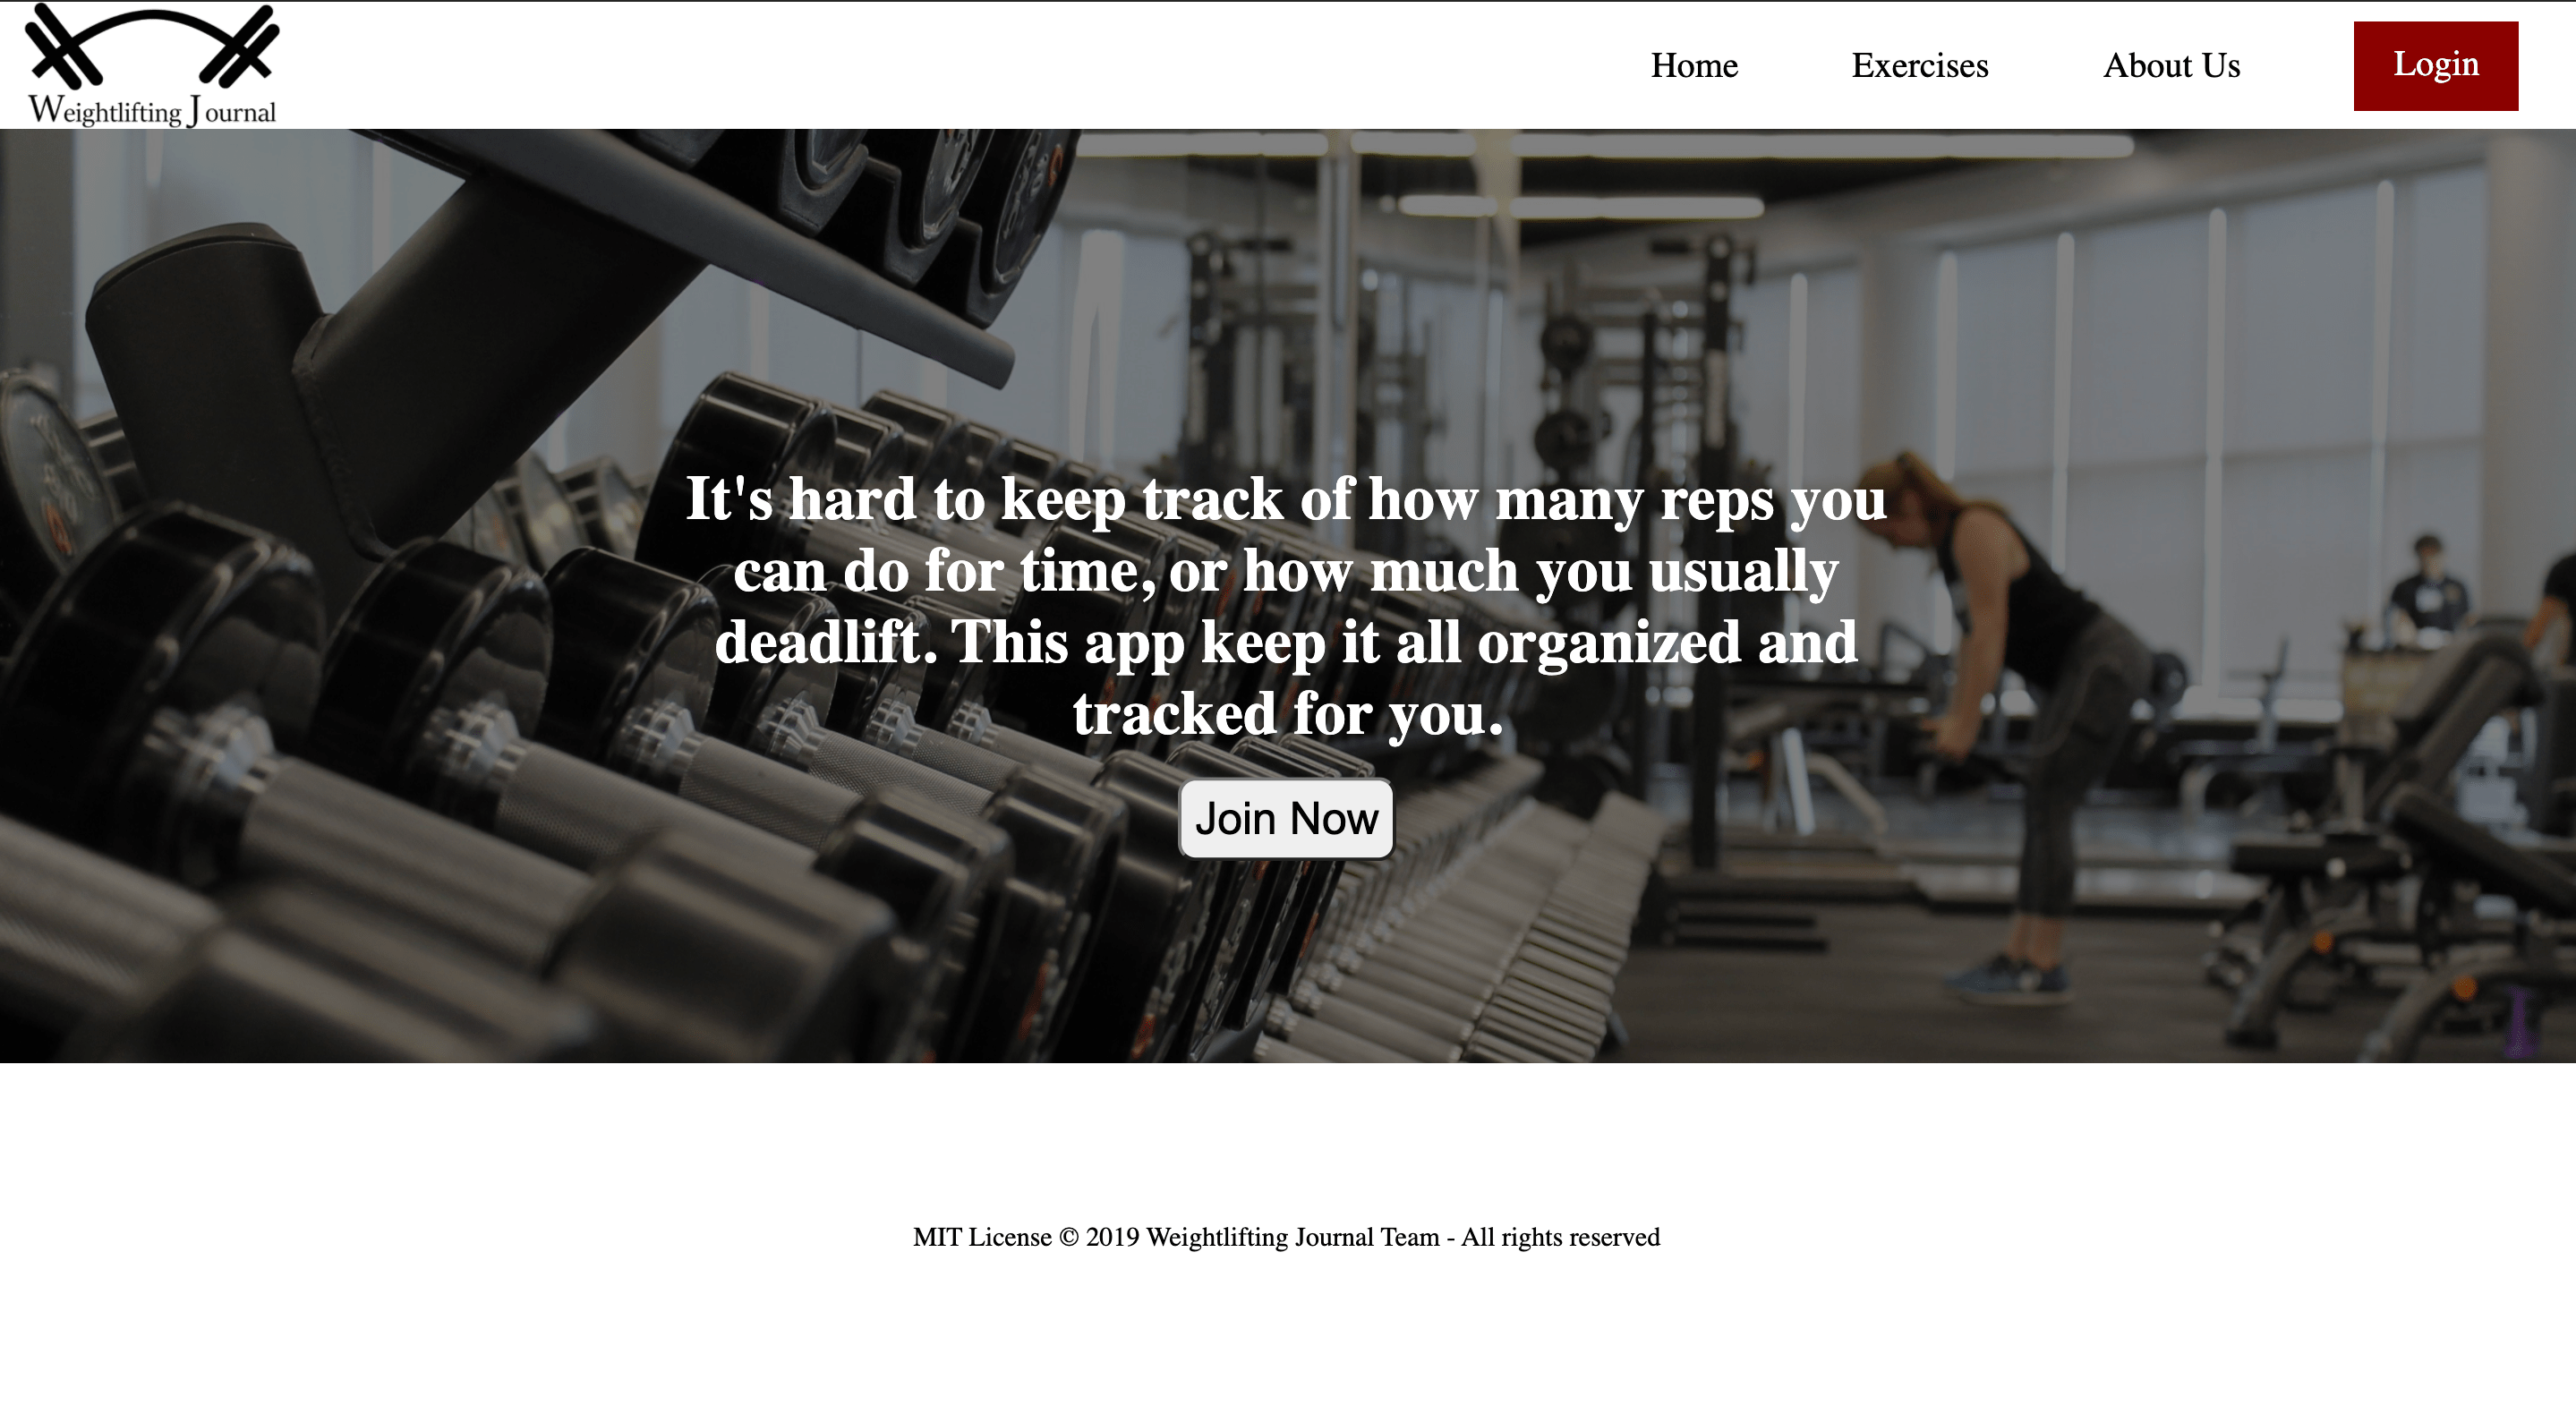 Weightlifting Journal
Home
Exercises
About Us
Login
It's hard to keep track of how many reps you
can do for time, or how much you usually
deadlift. This app keep it all organized and
tracked for you.
Join Now
MIT License © 2019 Weightlifting Journal Team - All rights reserved